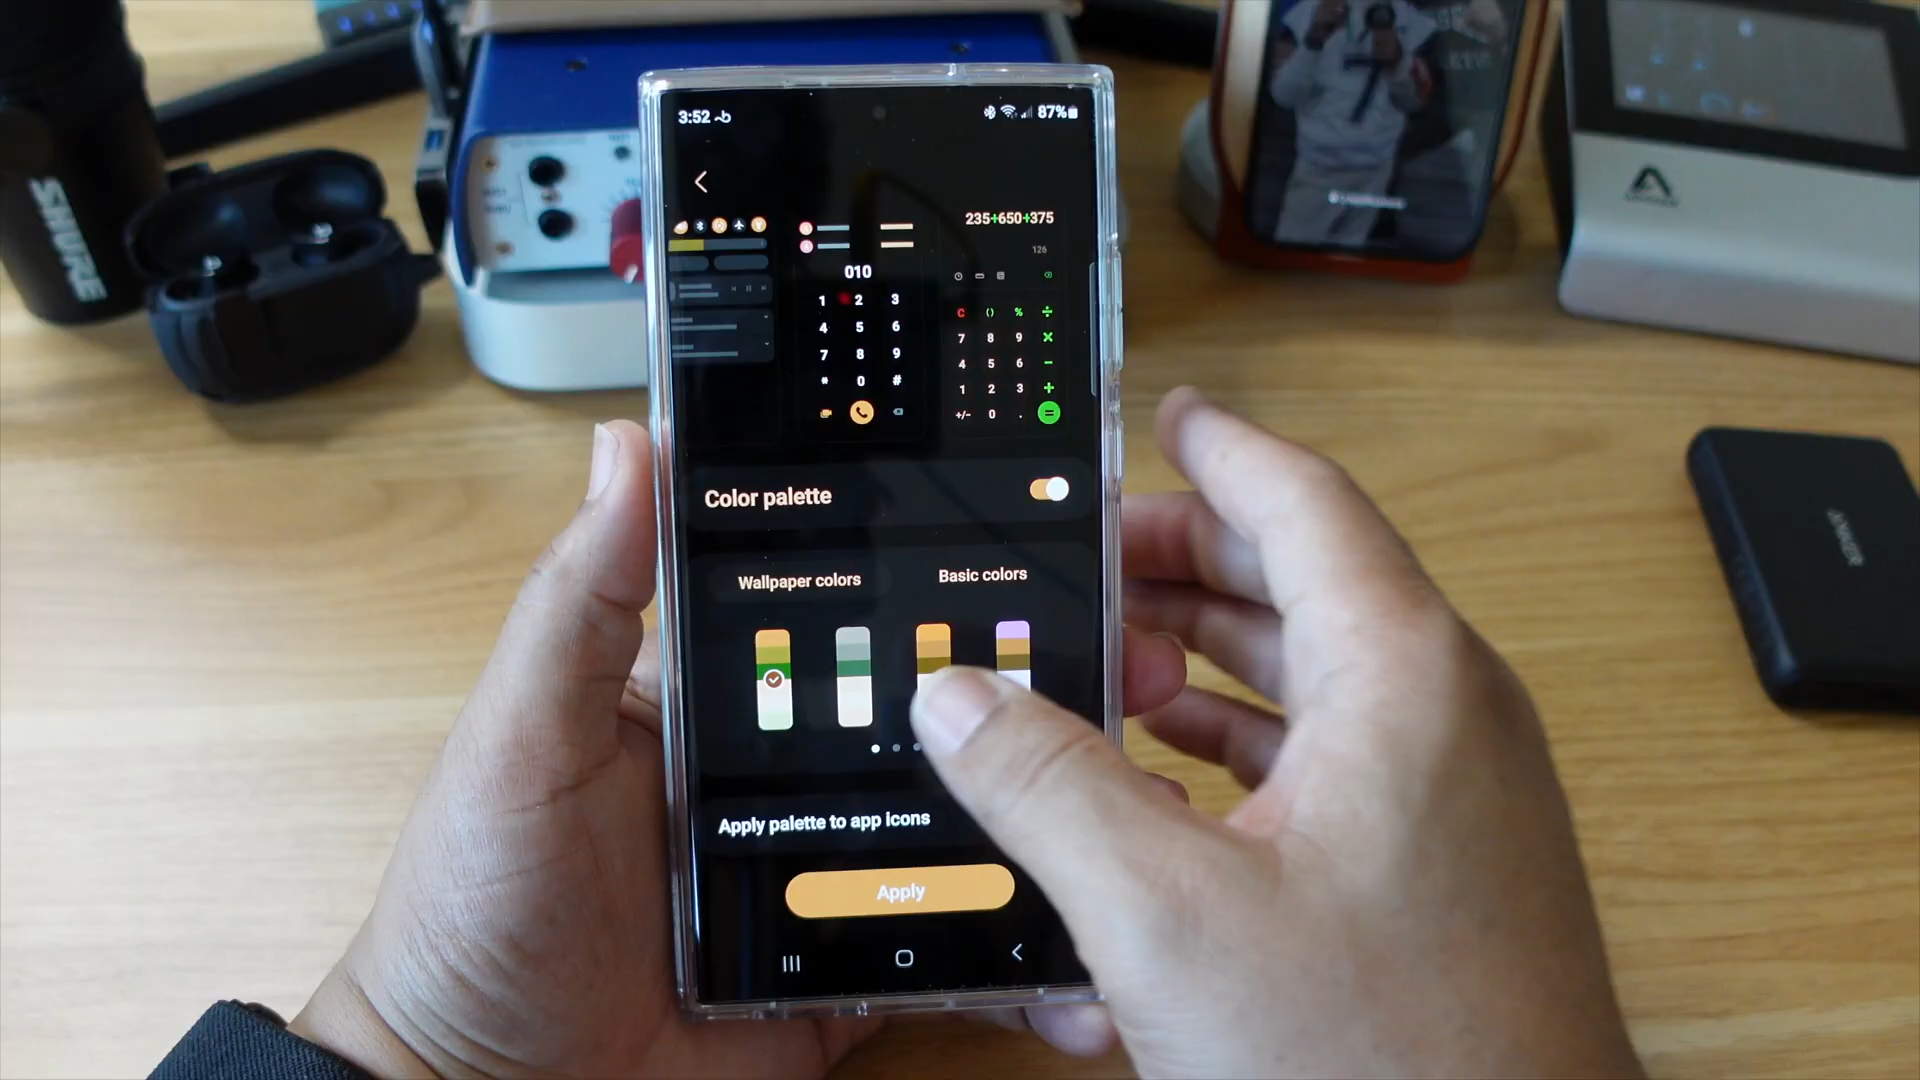 3:52
87%
235+650+375
126
010
1 2 3
4 5 6
7 8 9
* 0 #
C () % ÷
7 8 9 ×
4 5 6 −
1 2 3 +
+/− 0 . =
Color palette
Wallpaper colors
Basic colors
Apply palette to app icons
Apply
SHURE
7
ANKER